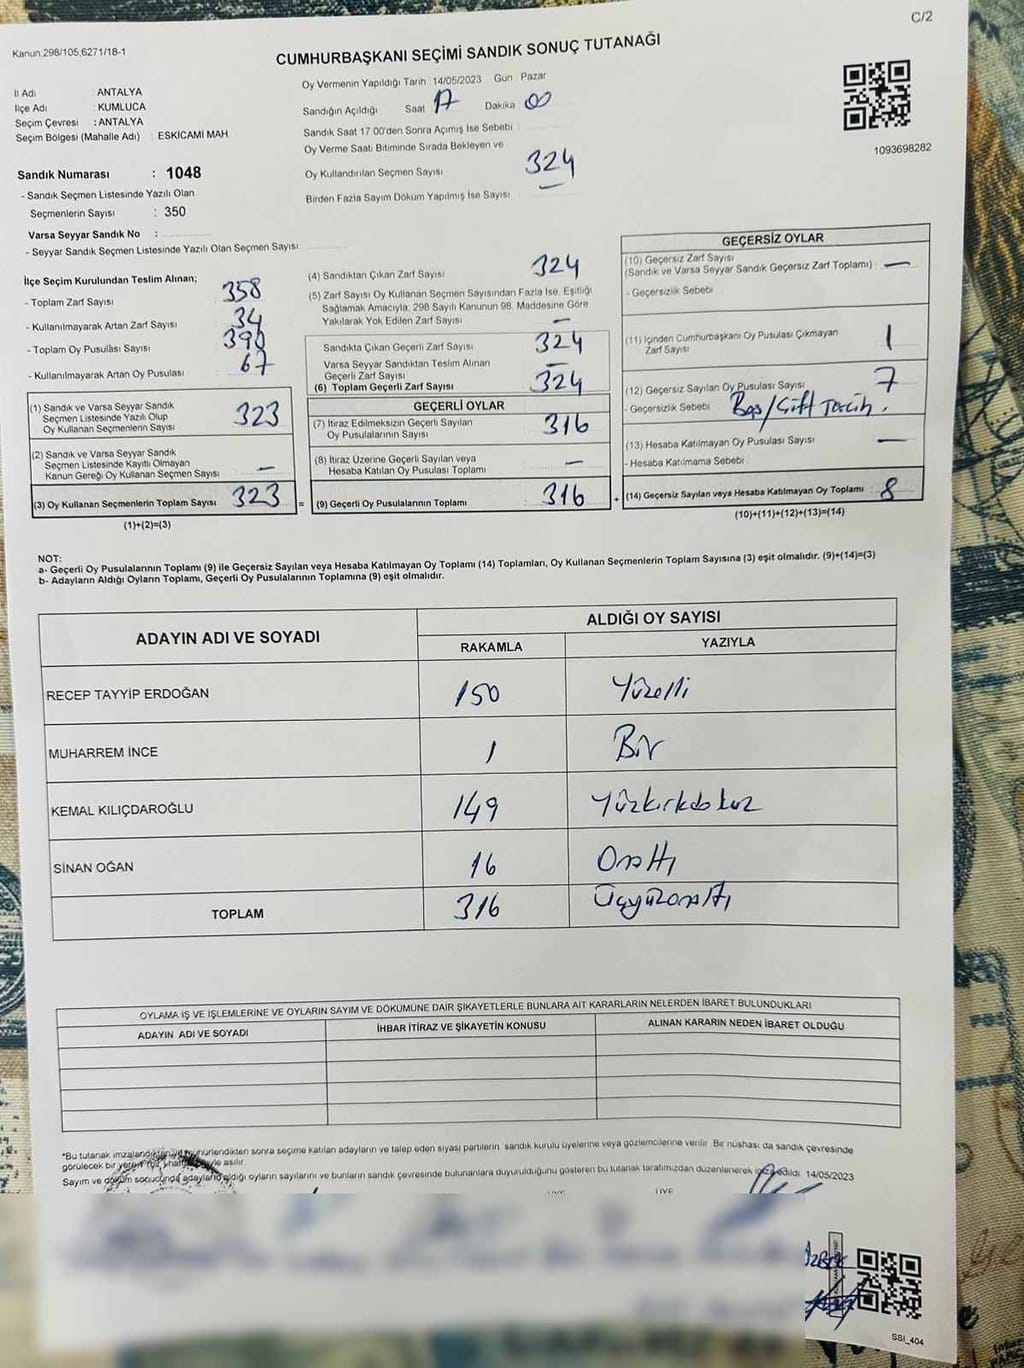 C/2
Kanun.298/105,6271/18-1
CUMHURBAŞKANI SEÇİMİ SANDIK SONUÇ TUTANAĞI
İl Adı : ANTALYA
İlçe Adı : KUMLUCA
Seçim Çevresi : ANTALYA
Seçim Bölgesi (Mahalle Adı) : ESKİCAMİ MAH.
Oy Vermenin Yapıldığı Tarih : 14/05/2023 Gün : Pazar
Sandığın Açıldığı Saat 17 Dakika 00
Sandık Saat 17:00'den Sonra Açımış İse Sebebi
Oy Verme Saati Bitiminde Sırada Bekleyen ve
Oy Kullandırılan Seçmen Sayısı 324
Birden Fazla Sayım Döküm Yapılmış İse Sayısı : –
1093698282
Sandık Numarası : 1048
- Sandık Seçmen Listesinde Yazılı Olan
Seçmenlerin Sayısı : 350
Varsa Seyyar Sandık No :
- Seyyar Sandık Seçmen Listesinde Yazılı Olan Seçmen Sayısı
İlçe Seçim Kurulundan Teslim Alınan;
- Toplam Zarf Sayısı : 358
- Kullanılmayarak Artan Zarf Sayısı : 34
- Toplam Oy Pusulası Sayısı : 390
- Kullanılmayarak Artan Oy Pusulası : 67
(1) Sandık ve Varsa Seyyar Sandık
Seçmen Listesinde Yazılı Olup
Oy Kullanan Seçmenlerin Sayısı 323
(2) Sandık ve Varsa Seyyar Sandık
Seçmen Listesinde Kayıtlı Olmayan
Kanun Gereği Oy Kullanan Seçmen Sayısı –
(3) Oy Kullanan Seçmenlerin Toplam Sayısı 323 =
(1)+(2)=(3)
(4) Sandıktan Çıkan Zarf Sayısı 324
(5) Zarf Sayısı Oy Kullanan Seçmen Sayısından Fazla İse, Eşitliği
Sağlamak Amacıyla; 298 Sayılı Kanunun 98. Maddesine Göre
Yakılarak Yok Edilen Zarf Sayısı –
Sandıkta Çıkan Geçerli Zarf Sayısı 324
Varsa Seyyar Sandıktan Teslim Alınan
Geçerli Zarf Sayısı –
(6) Toplam Geçerli Zarf Sayısı 324
GEÇERLİ OYLAR
(7) İtiraz Edilmeksizin Geçerli Sayılan
Oy Pusulalarının Sayısı 316
(8) İtiraz Üzerine Geçerli Sayılan veya
Hesaba Katılan Oy Pusulası Toplamı –
(9) Geçerli Oy Pusulalarının Toplamı 316 +
GEÇERSİZ OYLAR
(10) Geçersiz Zarf Sayısı
(Sandık ve Varsa Seyyar Sandık Geçersiz Zarf Toplamı) : –
- Geçersizlik Sebebi :
(11) İçinden Cumhurbaşkanı Oy Pusulası Çıkmayan
Zarf Sayısı 1
(12) Geçersiz Sayılan Oy Pusulası Sayısı 7
- Geçersizlik Sebebi Boş/Çift Tercih.
(13) Hesaba Katılmayan Oy Pusulası Sayısı –
- Hesaba Katılmama Sebebi :
(14) Geçersiz Sayılan veya Hesaba Katılmayan Oy Toplamı : 8
(10)+(11)+(12)+(13)=(14)
NOT:
a- Geçerli Oy Pusulalarının Toplamı (9) ile Geçersiz Sayılan veya Hesaba Katılmayan Oy Toplamı (14) Toplamları, Oy Kullanan Seçmenlerin Toplam Sayısına (3) eşit olmalıdır. (9)+(14)=(3)
b- Adayların Aldığı Oyların Toplamı, Geçerli Oy Pusulalarının Toplamına (9) eşit olmalıdır.
ADAYIN ADI VE SOYADI
ALDIĞI OY SAYISI
RAKAMLA YAZIYLA
RECEP TAYYİP ERDOĞAN 150 Yüzelli
MUHARREM İNCE 1 Bir
KEMAL KILIÇDAROĞLU 149 Yüzkırkdokuz
SİNAN OĞAN 16 Onaltı
TOPLAM 316 Üçyüzonaltı
OYLAMA İŞ VE İŞLEMLERİNE VE OYLARIN SAYIM VE DÖKÜMÜNE DAİR ŞİKAYETLERLE BUNLARA AİT KARARLARIN NELERDEN İBARET BULUNDUKLARI
ADAYIN ADI VE SOYADI İHBAR İTİRAZ VE ŞİKAYETİN KONUSU ALINAN KARARIN NEDEN İBARET OLDUĞU
*Bu tutanak imzalandıktan ve mühürlendikten sonra seçime katılan adayların ve talep eden siyasi partilerin sandık kurulu üyelerine veya gözlemcilerine verilir. Bir nüshası da sandık çevresinde
görülecek bir yere asılır.
Sayım ve döküm sonucunda adayların aldığı oyların sayılarını ve bunların sandık çevresinde bulunanlara duyurulduğunu gösteren bu tutanak tarafımızdan düzenlenerek imza edildi. 14/05/2023
SSI_404